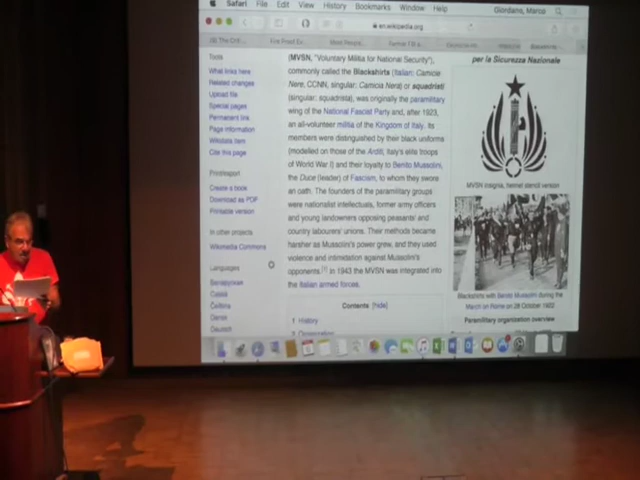 Safari File Edit View History Bookmarks Window Help Giordano, Marco
en.wikipedia.org
Tools
What links here
Related changes
Upload file
Special pages
Permanent link
Page information
Wikidata item
Cite this page
Print/export
Create a book
Download as PDF
Printable version
In other projects
Wikimedia Commons
Languages
Català
Čeština
Dansk
Deutsch
(MVSN, "Voluntary Militia for National Security"),
commonly called the Blackshirts (Italian: Camicie
Nere, CCNN, singular: Camicia Nera) or squadristi
(singular: squadrista), was originally the paramilitary
wing of the National Fascist Party and, after 1923,
an all-volunteer militia of the Kingdom of Italy. Its
members were distinguished by their black uniforms
(modelled on those of the Arditi, Italy's elite troops
of World War I) and their loyalty to Benito Mussolini,
the Duce (leader) of Fascism, to whom they swore
an oath. The founders of the paramilitary groups
were nationalist intellectuals, former army officers
and young landowners opposing peasants' and
country labourers' unions. Their methods became
harsher as Mussolini's power grew, and they used
violence and intimidation against Mussolini's
opponents.[1] In 1943 the MVSN was integrated into
the Italian armed forces.
Contents [hide]
1 History
2 Organisation
per la Sicurezza Nazionale
MVSN insignia, helmet stencil version
Blackshirts with Benito Mussolini during the
March on Rome on 28 October 1922
Paramilitary organization overview